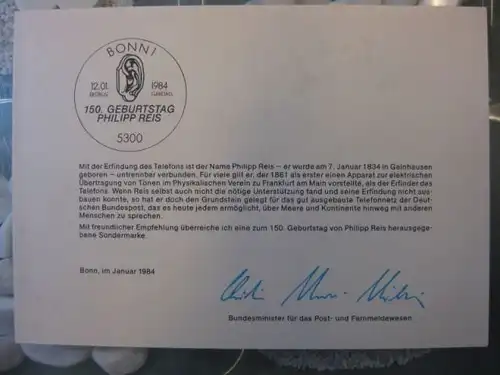 BONN 1
12.01. 1984
150. GEBURTSTAG
PHILIPP REIS
5300
Mit der Erfindung des Telefons ist der Name Philipp Reis – er wurde am 7. Januar 1834 in Gelnhausen
geboren – untrennbar verbunden. Für viele gilt er, der 1861 als erster einen Apparat zur elektrischen
Übertragung von Tönen im Physikalischen Verein zu Frankfurt am Main vorstellte, als der Erfinder des
Telefons. Wenn Reis selbst auch nicht die nötige Unterstützung fand und seine Erfindung nicht aus-
bauen konnte, so hat er doch den Grundstein gelegt für das gut ausgebaute Telefonnetz der Deut-
schen Bundespost, das es heute jedem ermöglicht, über Meere und Kontinente hinweg mit anderen
Menschen zu sprechen.
Mit freundlicher Empfehlung überreiche ich eine zum 150. Geburtstag von Philipp Reis herausgege-
bene Sondermarke.
Bonn, im Januar 1984
Bundesminister für das Post- und Fernmeldewesen